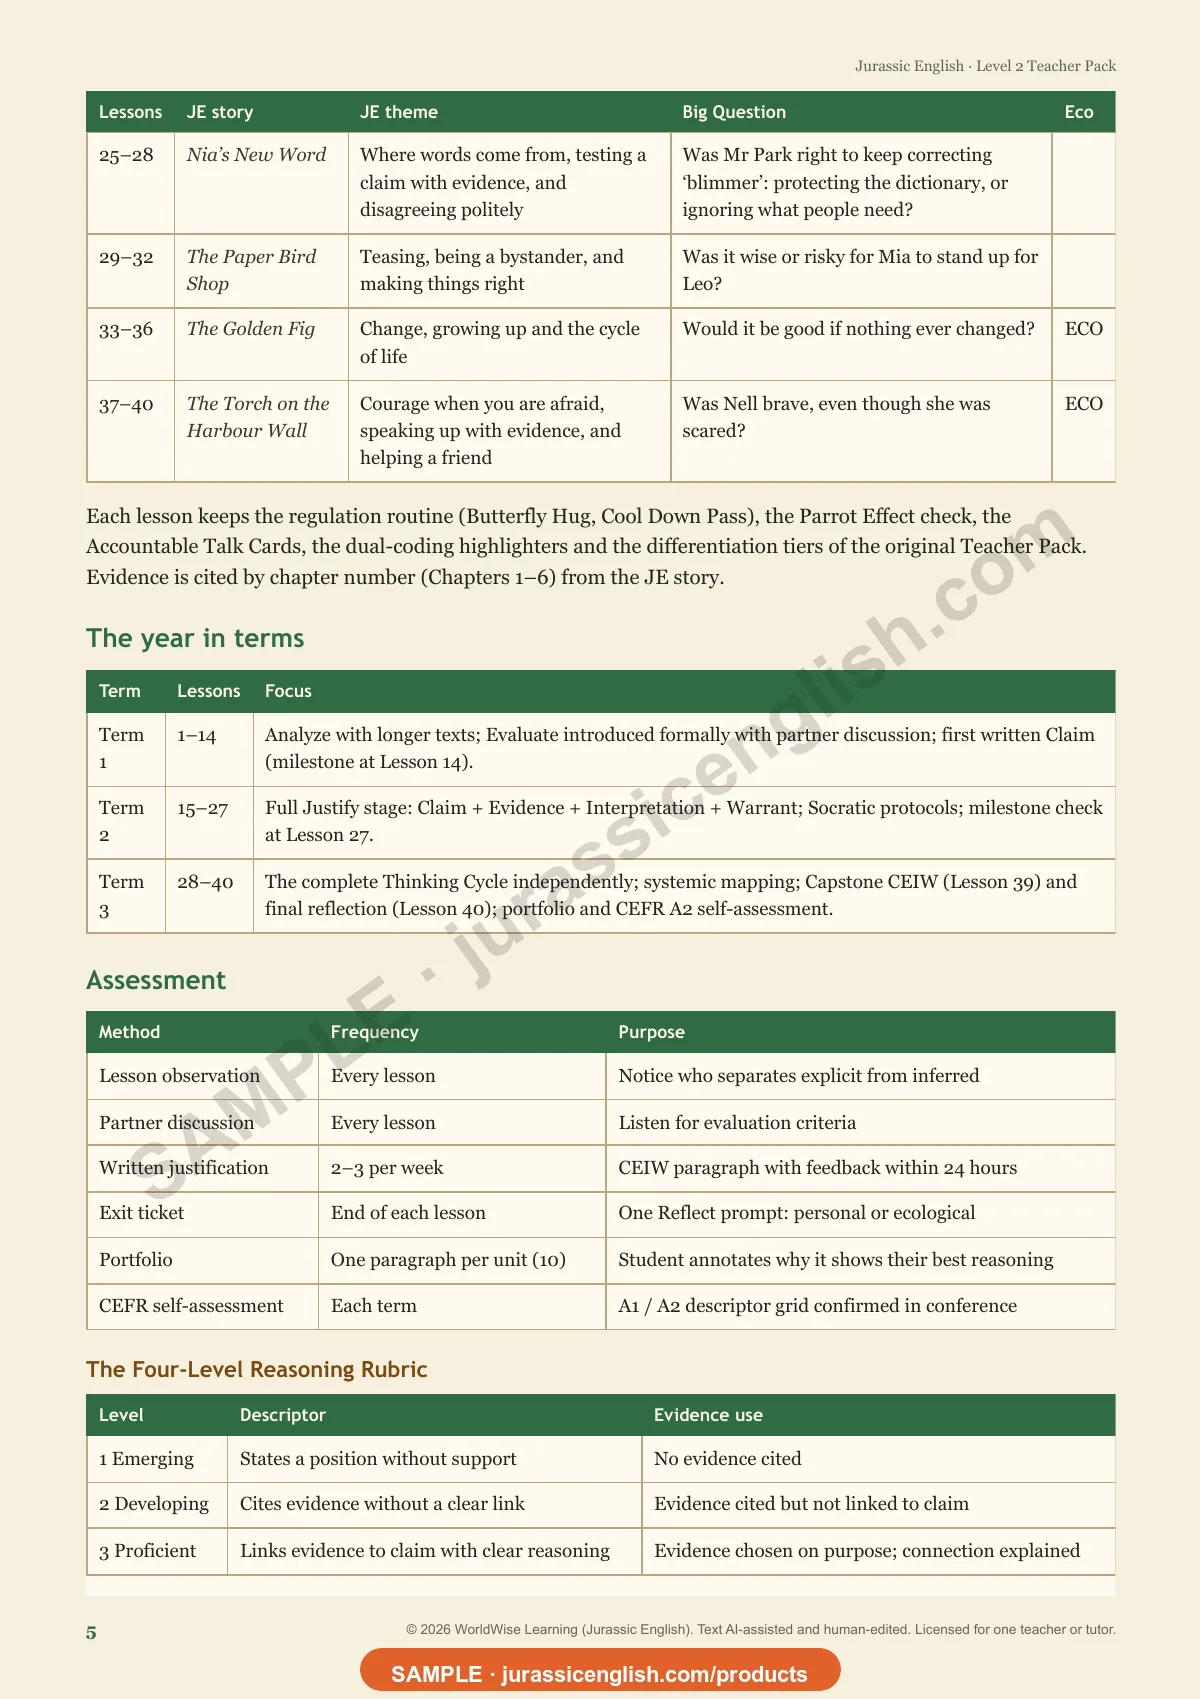 Jurassic English · Level 2 Teacher Pack
Lessons JE story JE theme Big Question Eco
25–28 Nia’s New Word Where words come from, testing a claim with evidence, and disagreeing politely Was Mr Park right to keep correcting ‘blimmer’: protecting the dictionary, or ignoring what people need?
29–32 The Paper Bird Shop Teasing, being a bystander, and making things right Was it wise or risky for Mia to stand up for Leo?
33–36 The Golden Fig Change, growing up and the cycle of life Would it be good if nothing ever changed? ECO
37–40 The Torch on the Harbour Wall Courage when you are afraid, speaking up with evidence, and helping a friend Was Nell brave, even though she was scared? ECO
Each lesson keeps the regulation routine (Butterfly Hug, Cool Down Pass), the Parrot Effect check, the
Accountable Talk Cards, the dual-coding highlighters and the differentiation tiers of the original Teacher Pack.
Evidence is cited by chapter number (Chapters 1–6) from the JE story.
The year in terms
Term Lessons Focus
Term 1 1–14 Analyze with longer texts; Evaluate introduced formally with partner discussion; first written Claim (milestone at Lesson 14).
Term 2 15–27 Full Justify stage: Claim + Evidence + Interpretation + Warrant; Socratic protocols; milestone check at Lesson 27.
Term 3 28–40 The complete Thinking Cycle independently; systemic mapping; Capstone CEIW (Lesson 39) and final reflection (Lesson 40); portfolio and CEFR A2 self-assessment.
Assessment
Method Frequency Purpose
Lesson observation Every lesson Notice who separates explicit from inferred
Partner discussion Every lesson Listen for evaluation criteria
Written justification 2–3 per week CEIW paragraph with feedback within 24 hours
Exit ticket End of each lesson One Reflect prompt: personal or ecological
Portfolio One paragraph per unit (10) Student annotates why it shows their best reasoning
CEFR self-assessment Each term A1 / A2 descriptor grid confirmed in conference
The Four-Level Reasoning Rubric
Level Descriptor Evidence use
1 Emerging States a position without support No evidence cited
2 Developing Cites evidence without a clear link Evidence cited but not linked to claim
3 Proficient Links evidence to claim with clear reasoning Evidence chosen on purpose; connection explained
SAMPLE · jurassicenglish.com
5 © 2026 WorldWise Learning (Jurassic English). Text AI-assisted and human-edited. Licensed for one teacher or tutor.
SAMPLE · jurassicenglish.com/products